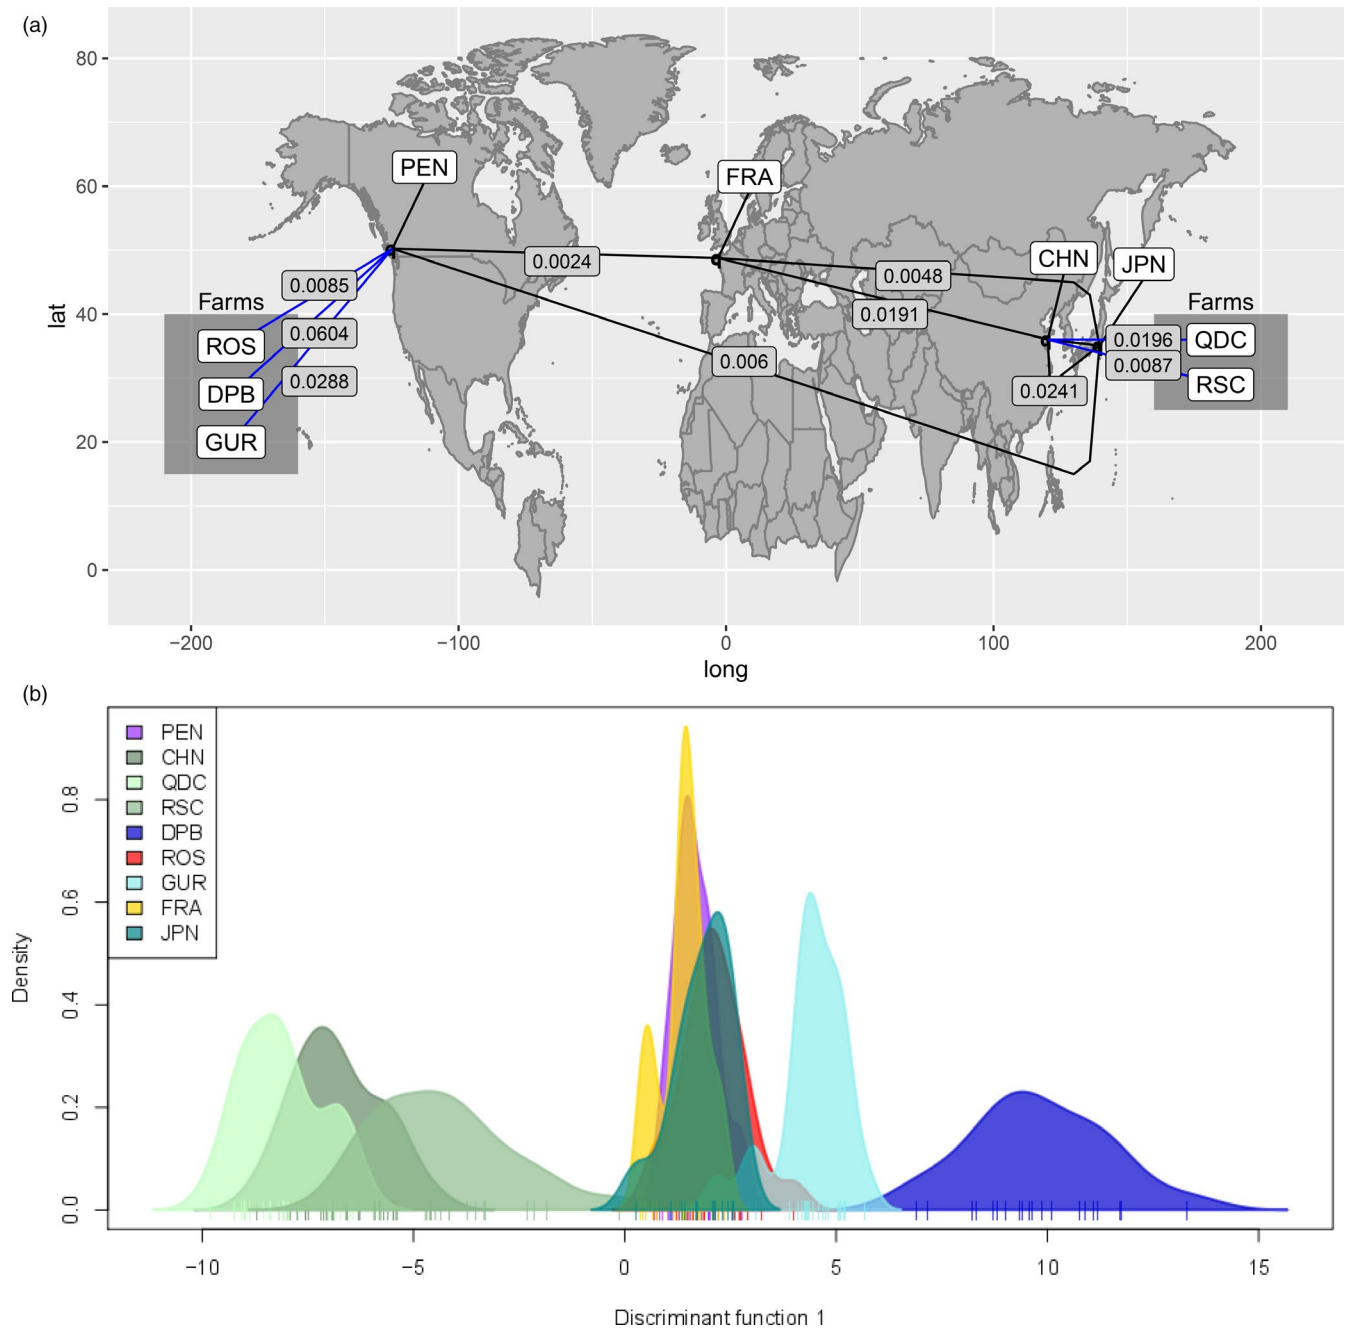 (a)
80
60
40
20
0
lat
PEN
FRA
CHN
JPN
0.0024
0.0048
0.0191
0.006
0.0241
0.0085
0.0604
0.0288
0.0196
0.0087
Farms
ROS
DPB
GUR
Farms
QDC
RSC
−200
−100
0
100
200
long
(b)
PEN
CHN
QDC
RSC
DPB
ROS
GUR
FRA
JPN
Density
0.8
0.6
0.4
0.2
0.0
−10
−5
0
5
10
15
Discriminant function 1